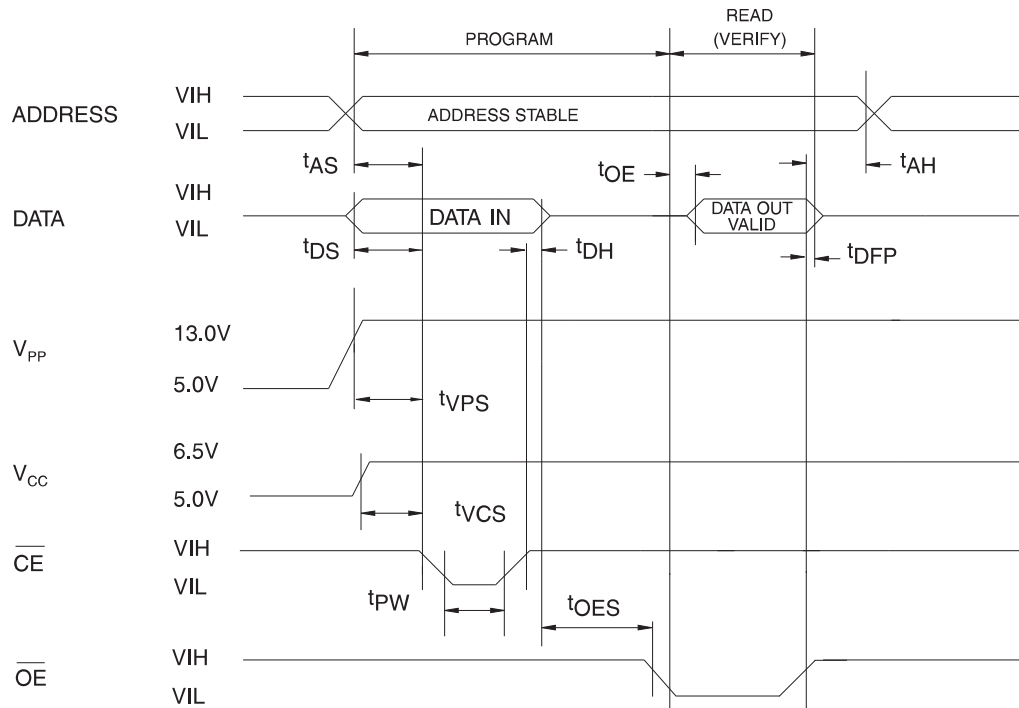 PROGRAM
READ
(VERIFY)
ADDRESS
VIH
VIL
ADDRESS STABLE
tAS
tOE
tAH
DATA
VIH
VIL
DATA IN
DATA OUT
VALID
tDS
tDH
tDFP
VPP
13.0V
5.0V
tVPS
VCC
6.5V
5.0V
tVCS
CE
VIH
VIL
tPW
tOES
OE
VIH
VIL